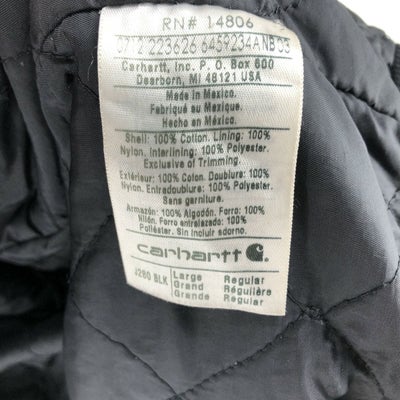 RN# 14806
0712 223626 6459234ANB 03
Carhartt, Inc. P. O. Box 600
Dearborn, MI 48121 USA
Made in Mexico.
Fabriqué au Mexique.
Hecho en México.
Shell: 100% Cotton. Lining: 100%
Nylon. Interlining: 100% Polyester.
Exclusive of Trimming.
Extérieur: 100% Coton. Doublure: 100%
Nylon. Entredoublure: 100% Polyester.
Sans garniture.
Armazón: 100% Algodón. Forro: 100%
Nilón. Forro entrelazado: 100%
Poliéster. Sin incluir adorno.
carhartt
J280 BLK Large Regular
Grand Régulière
Grande Regular